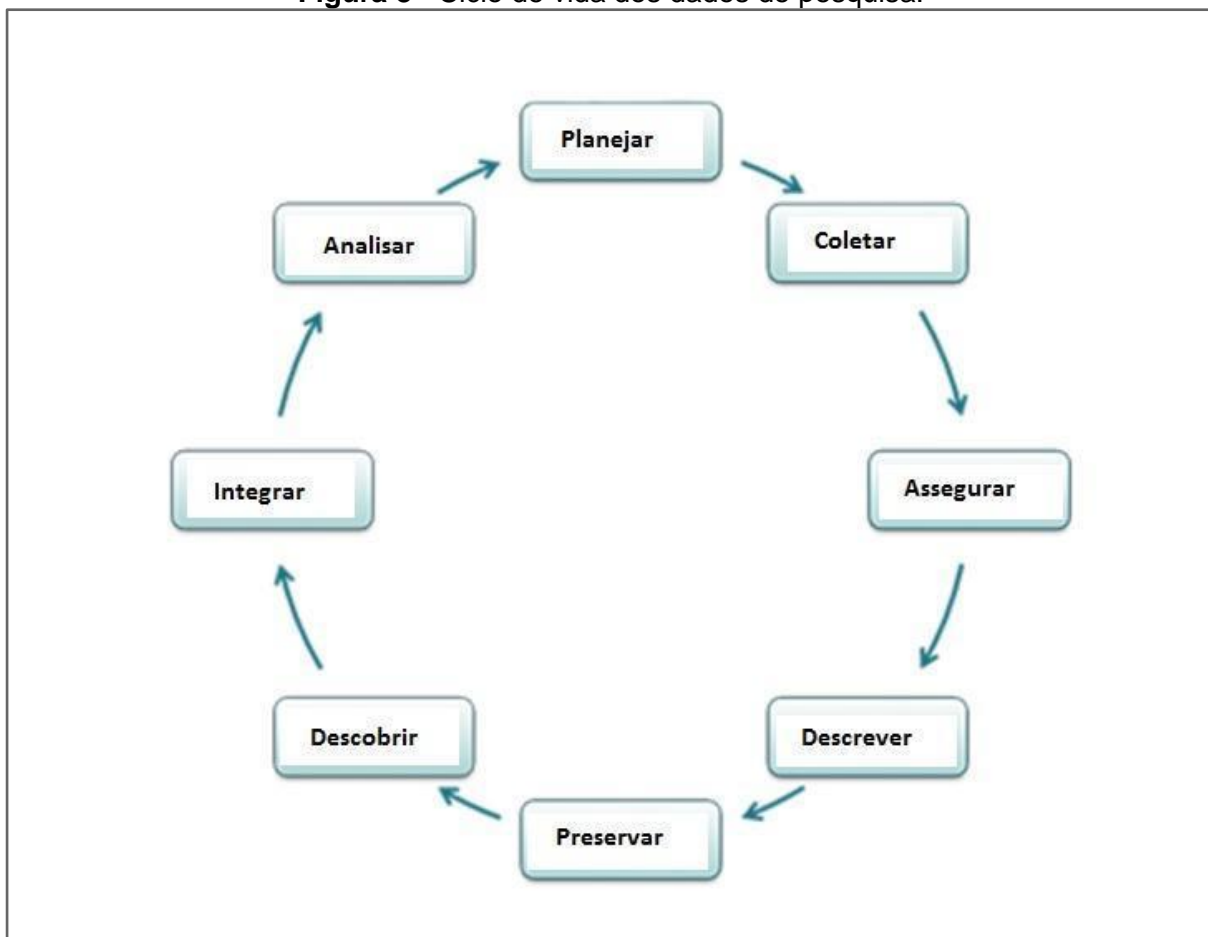 Planejar
Coletar
Assegurar
Descrever
Preservar
Descobrir
Integrar
Analisar